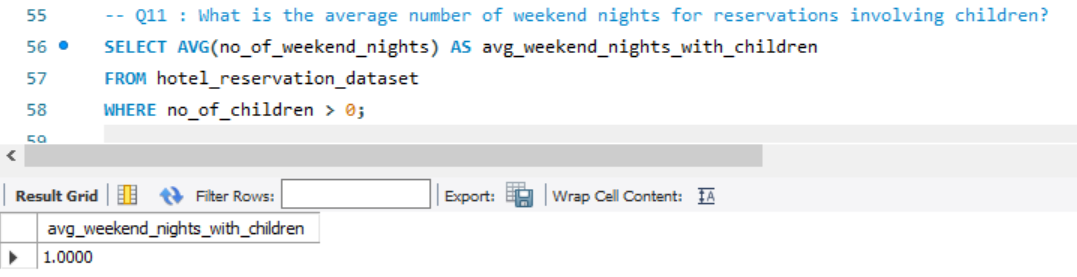 55 -- Q11 : What is the average number of weekend nights for reservations involving children?
56 SELECT AVG(no_of_weekend_nights) AS avg_weekend_nights_with_children
57 FROM hotel_reservation_dataset
58 WHERE no_of_children > 0;
59
Result Grid Filter Rows: Export: Wrap Cell Content: IA
avg_weekend_nights_with_children
1.0000